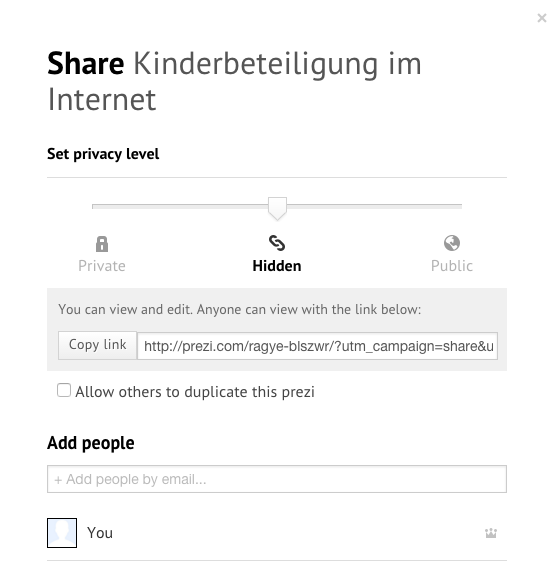 Share Kinderbeteiligung im
Internet
Set privacy level
Private
Hidden
Public
You can view and edit. Anyone can view with the link below:
Copy link
http://prezi.com/ragye-blszwr/?utm_campaign=share&u
Allow others to duplicate this prezi
Add people
+ Add people by email...
You